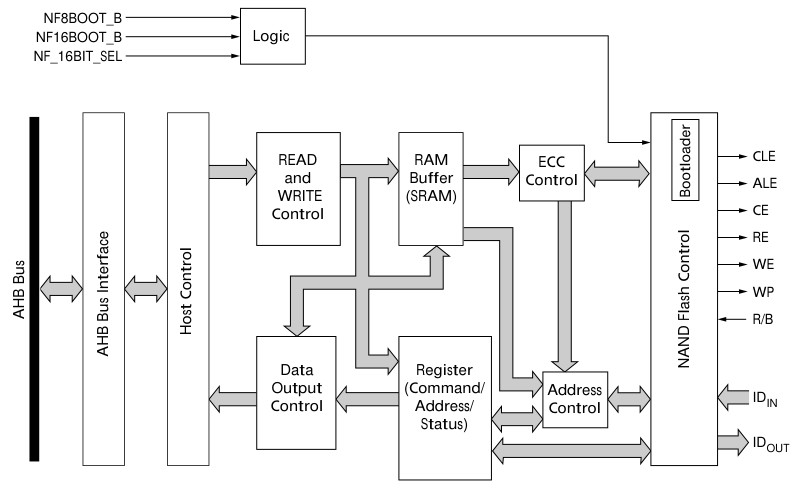 NF8BOOT_B
NF16BOOT_B
NF_16BIT_SEL
Logic
AHB Bus
AHB Bus Interface
Host Control
READ
and
WRITE
Control
RAM
Buffer
(SRAM)
ECC
Control
Bootloader
NAND Flash Control
CLE
ALE
CE
RE
WE
WP
R/B
IDIN
IDOUT
Data
Output
Control
Register
(Command/
Address/
Status)
Address
Control